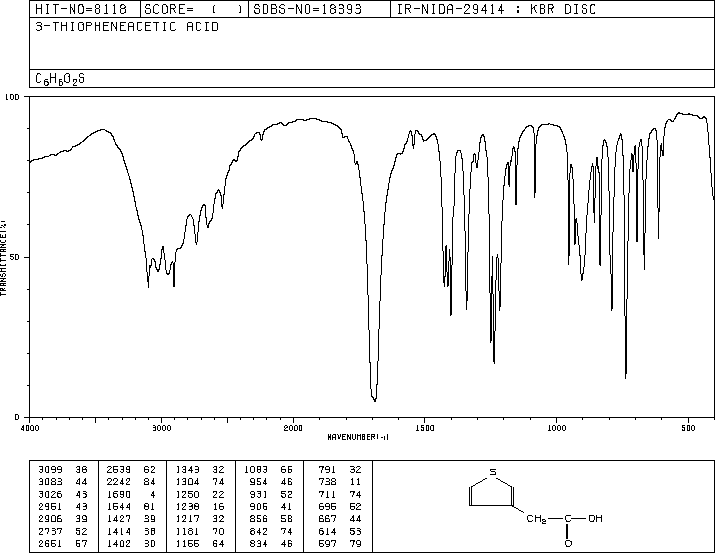 HIT-NO=8118 SCORE= ( ) SDBS-NO=18393 IR-NIDA-29414 : KBR DISC
3-THIOPHENEACETIC ACID
C6H6O2S
100
50
0
TRANSMITTANCE(%)
4000 3000 2000 1500 1000 500
WAVENUMBER(-1)
3099 36 2539 62 1343 32 1083 66 791 32
3083 44 2242 84 1304 74 954 46 738 11
3026 43 1690 4 1250 22 931 52 711 74
2951 43 1544 81 1238 16 906 41 695 52
2906 39 1427 39 1217 32 856 58 667 44
2737 52 1414 38 1181 70 842 74 614 53
2651 57 1402 30 1155 64 834 46 597 79
S
CH2-C-OH
O